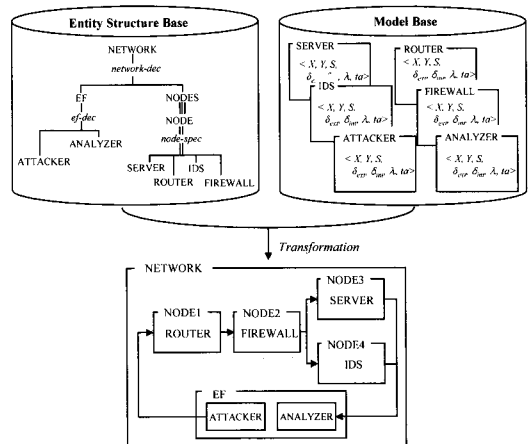 Entity Structure Base
NETWORK
network-dec
EF
NODES
ef-dec
NODE
ANALYZER
node-spec
ATTACKER
SERVER
IDS
ROUTER
FIREWALL
Model Base
SERVER
< X, Y, S,
ROUTER
< X, Y, S,
δext, δint, λ, ta>
IDS
< X, Y, S,
δext, δint, λ, ta>
FIREWALL
< X, Y, S,
δext, δint, λ, ta>
ATTACKER
< X, Y, S,
δext, δint, λ, ta>
ANALYZER
< X, Y, S,
δext, δint, λ, ta>
Transformation
NETWORK
NODE1
ROUTER
NODE2
FIREWALL
NODE3
SERVER
NODE4
IDS
EF
ATTACKER
ANALYZER